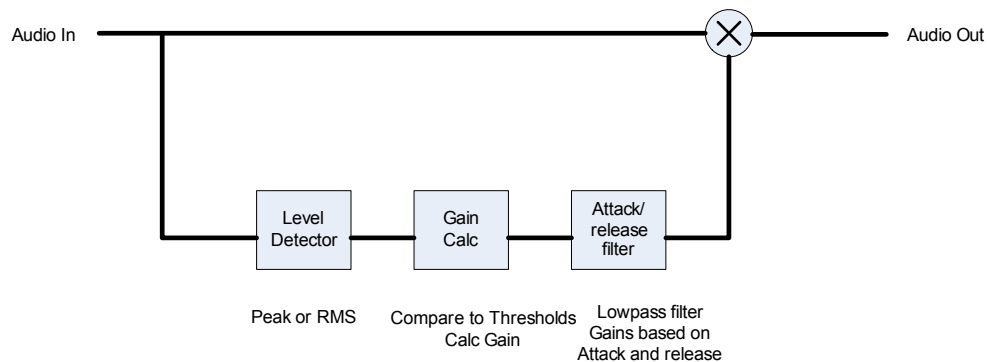 Audio In
Audio Out
Level
Detector
Gain
Calc
Attack/
release
filter
Peak or RMS
Compare to Thresholds
Calc Gain
Lowpass filter
Gains based on
Attack and release